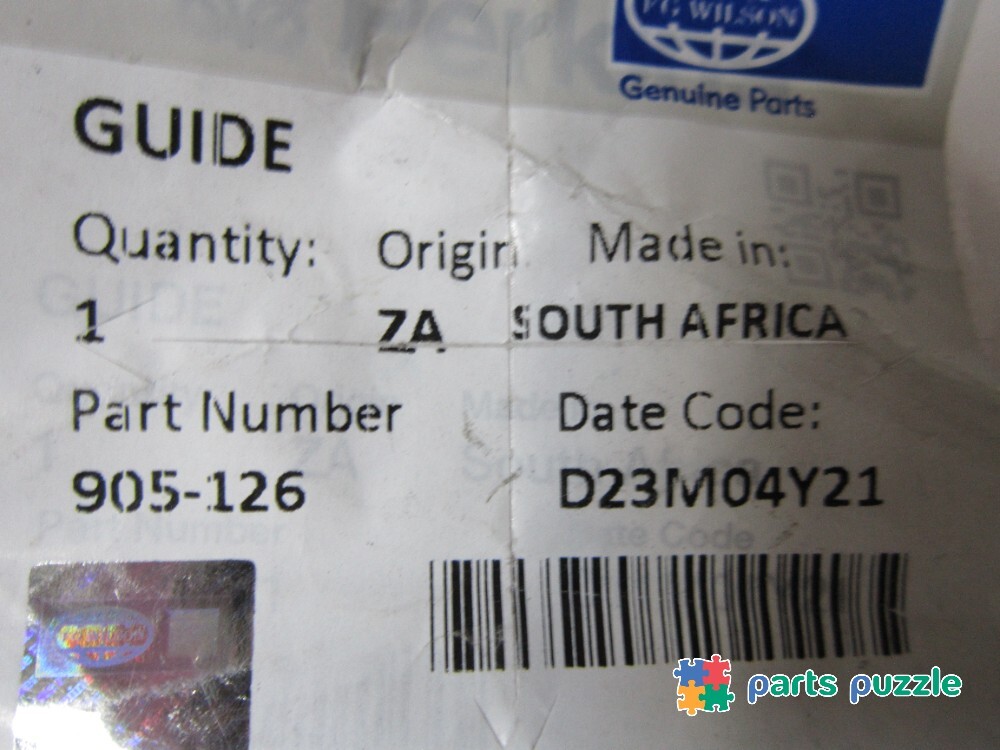 FG WILSON
Genuine Parts
GUIDE
Quantity: Origin Made in:
1 ZA SOUTH AFRICA
Part Number Date Code:
905-126 D23M04Y21
parts puzzle